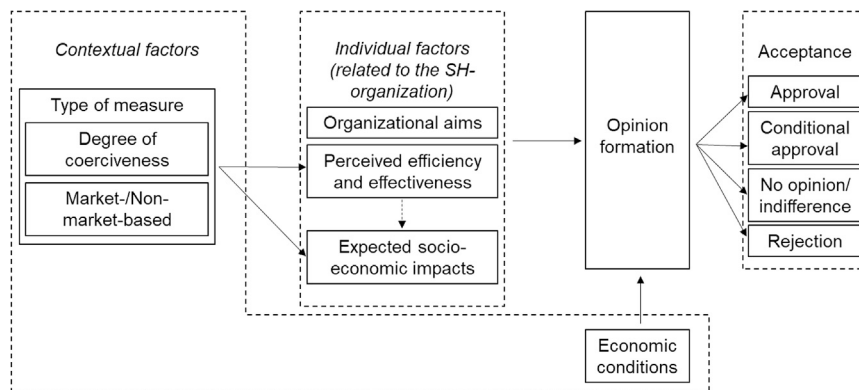 Contextual factors
Type of measure
Degree of
coerciveness
Market-/Non-
market-based
Individual factors
(related to the SH-
organization)
Organizational aims
Perceived efficiency
and effectiveness
Expected socio-
economic impacts
Opinion
formation
Economic
conditions
Acceptance
Approval
Conditional
approval
No opinion/
indifference
Rejection